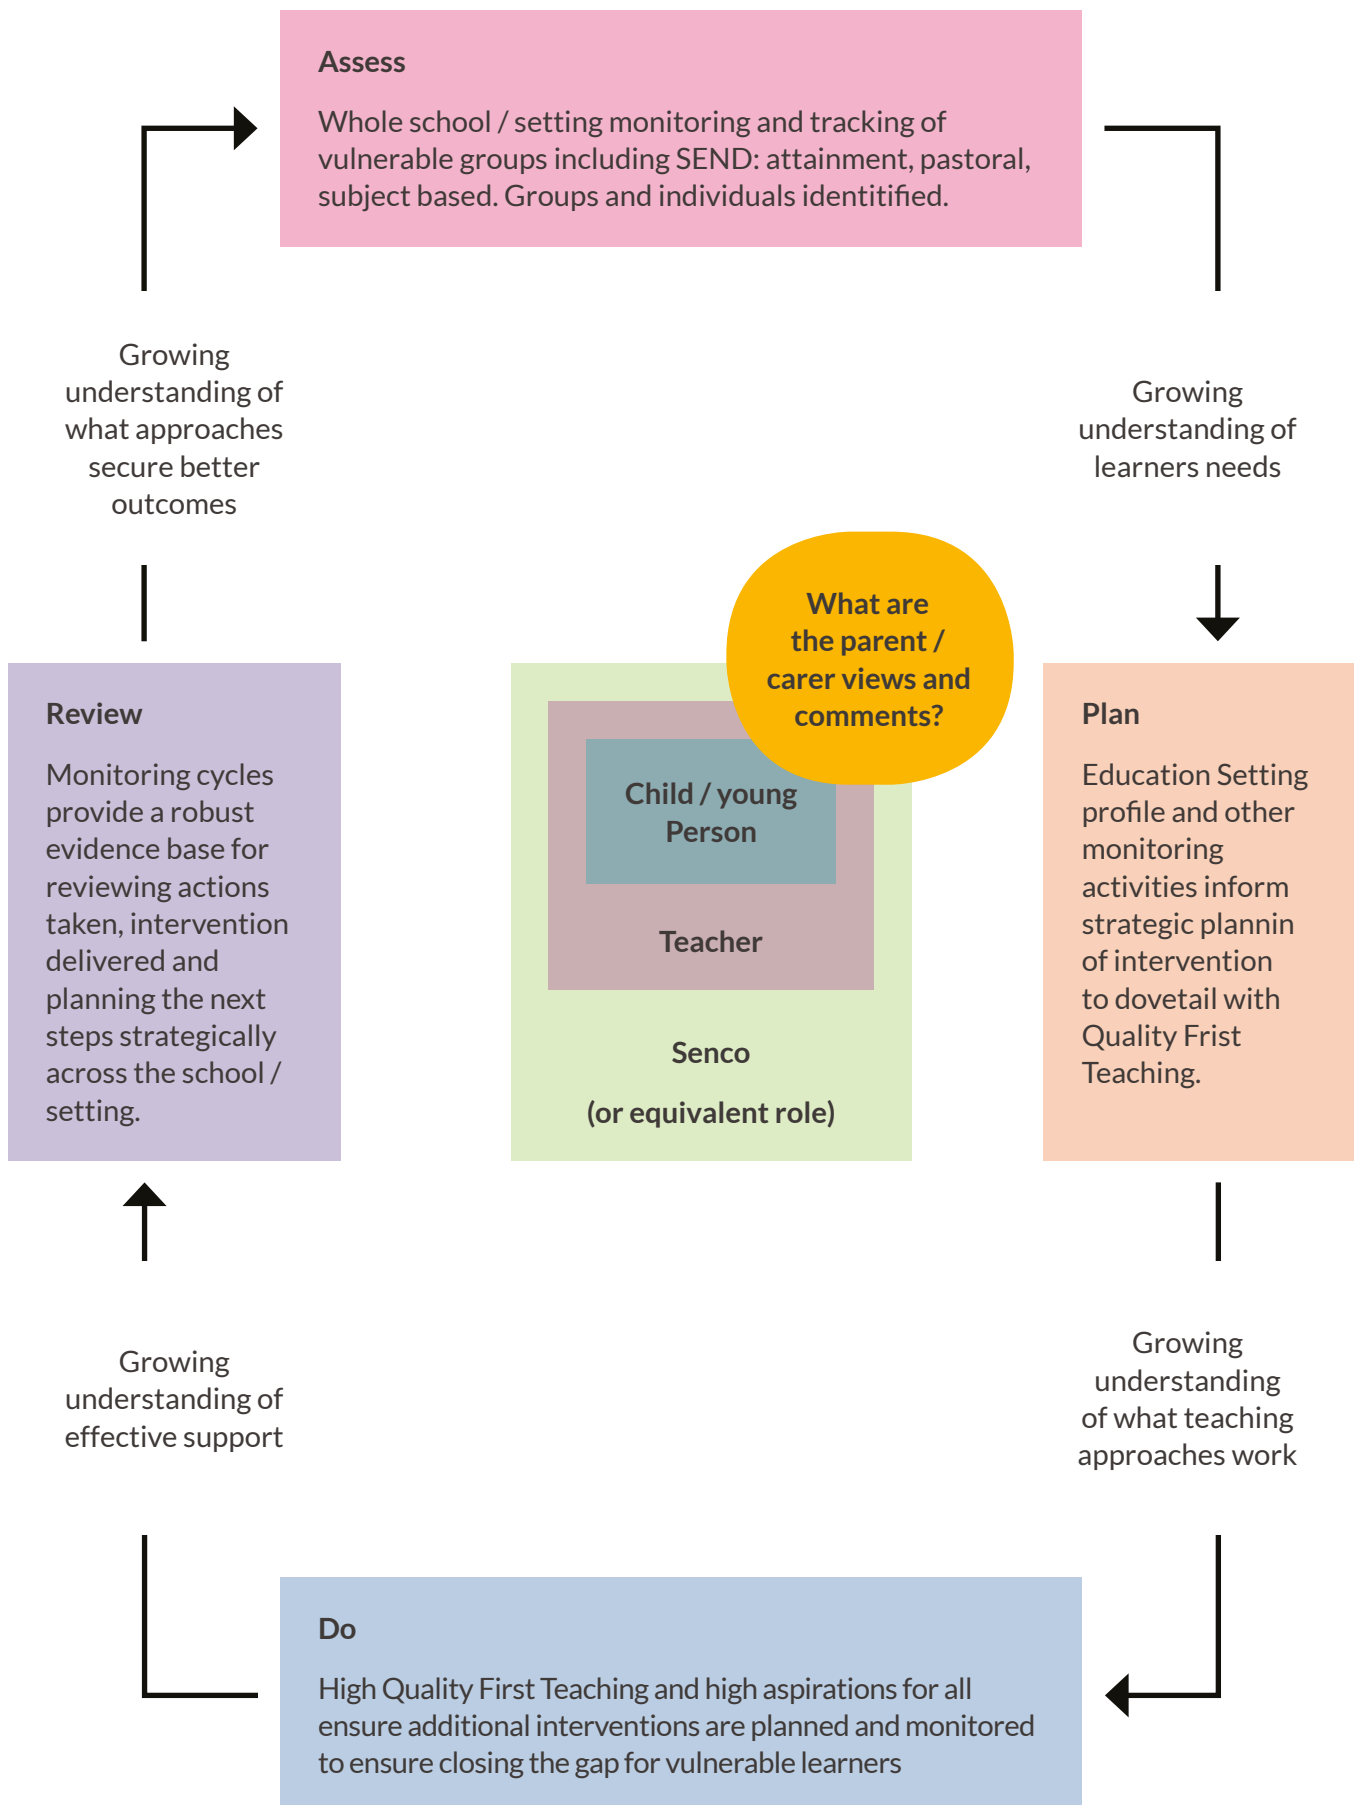 Assess
Whole school / setting monitoring and tracking of
vulnerable groups including SEND: attainment, pastoral,
subject based. Groups and individuals identitified.
Growing
understanding of
what approaches
secure better
outcomes
Growing
understanding of
learners needs
What are
the parent /
carer views and
comments?
Review
Monitoring cycles
provide a robust
evidence base for
reviewing actions
taken, intervention
delivered and
planning the next
steps strategically
across the school /
setting.
Child / young
Person
Teacher
Senco
(or equivalent role)
Plan
Education Setting
profile and other
monitoring
activities inform
strategic plannin
of intervention
to dovetail with
Quality Frist
Teaching.
Growing
understanding of
effective support
Growing
understanding
of what teaching
approaches work
Do
High Quality First Teaching and high aspirations for all
ensure additional interventions are planned and monitored
to ensure closing the gap for vulnerable learners